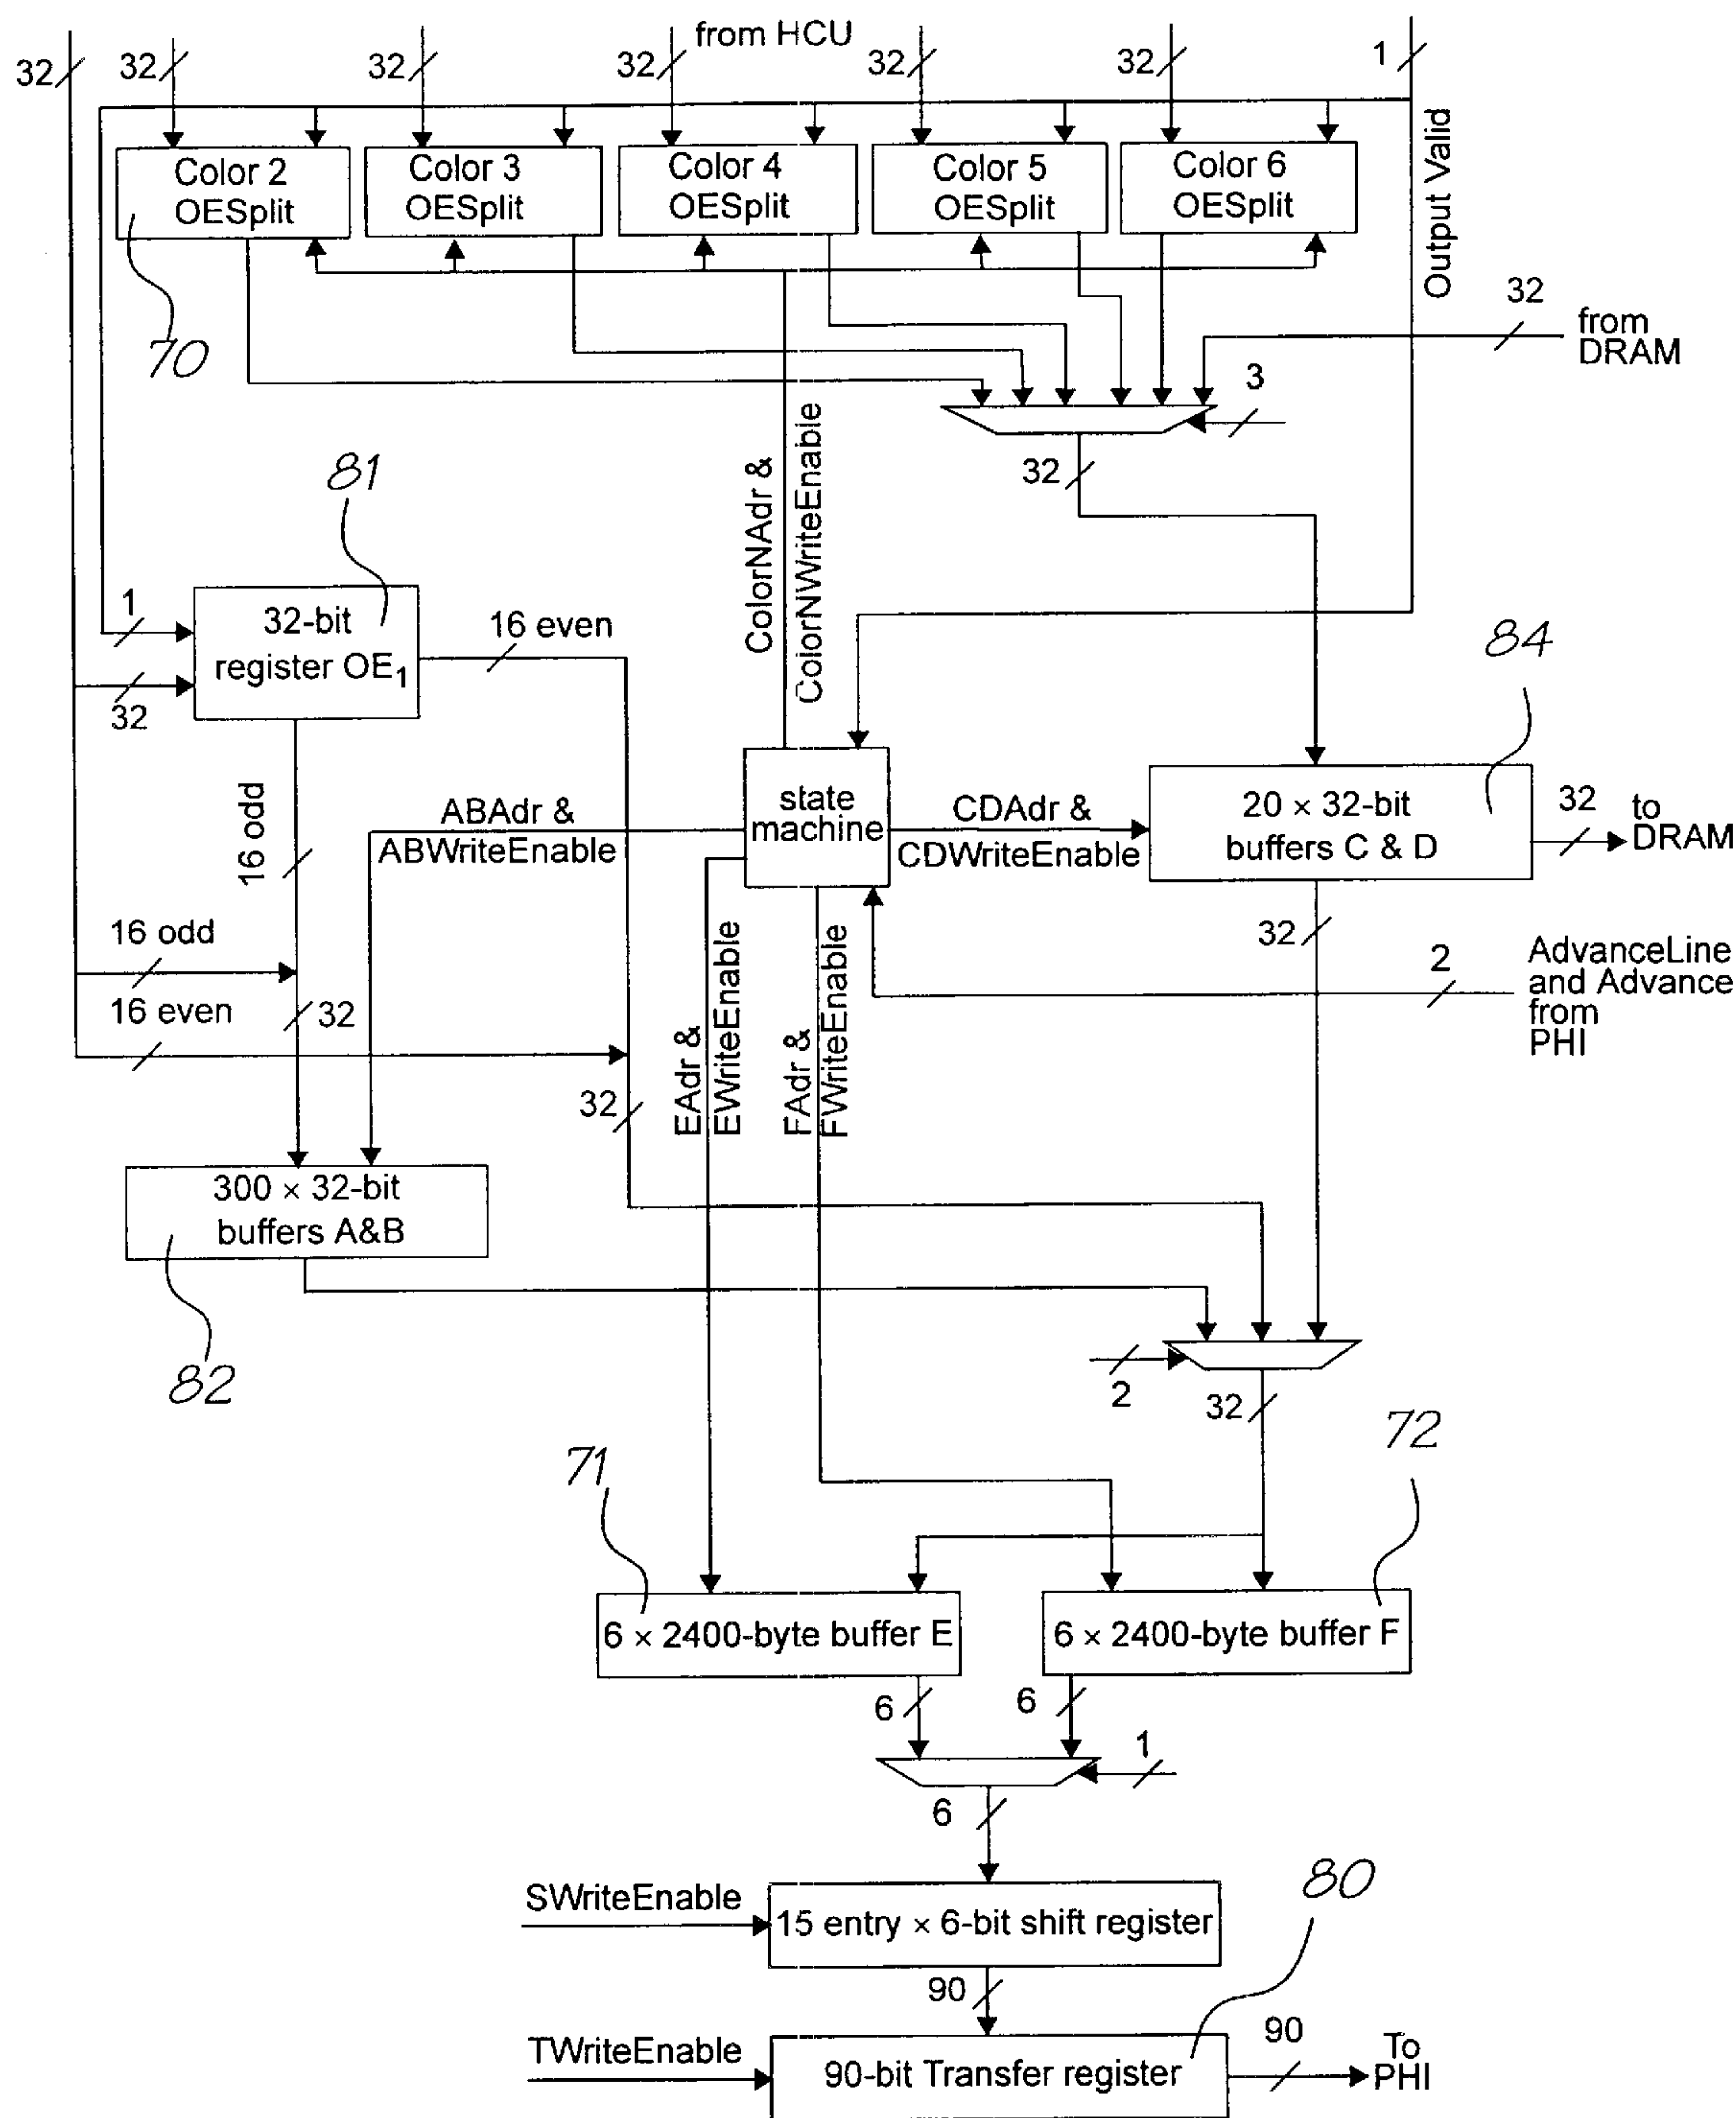 from HCU
32
32
32
32
32
32
1
Color 2
OESplit
Color 3
OESplit
Color 4
OESplit
Color 5
OESplit
Color 6
OESplit
Output Valid
70
32
from
DRAM
3
32
ColorNAdr &
ColorNWriteEnable
81
1
32
32-bit
register OE1
16 even
16 odd
84
state
machine
ABAdr &
ABWriteEnable
CDAdr &
CDWriteEnable
20 × 32-bit
buffers C & D
32
to
DRAM
16 odd
16 even
32
32
EAdr &
EWriteEnable
FAdr &
FWriteEnable
32
2
AdvanceLine
and Advance
from
PHI
300 × 32-bit
buffers A&B
82
2
32
71
72
6 × 2400-byte buffer E
6 × 2400-byte buffer F
6
6
1
6
80
SWriteEnable
15 entry × 6-bit shift register
90
TWriteEnable
90-bit Transfer register
90
To
PHI